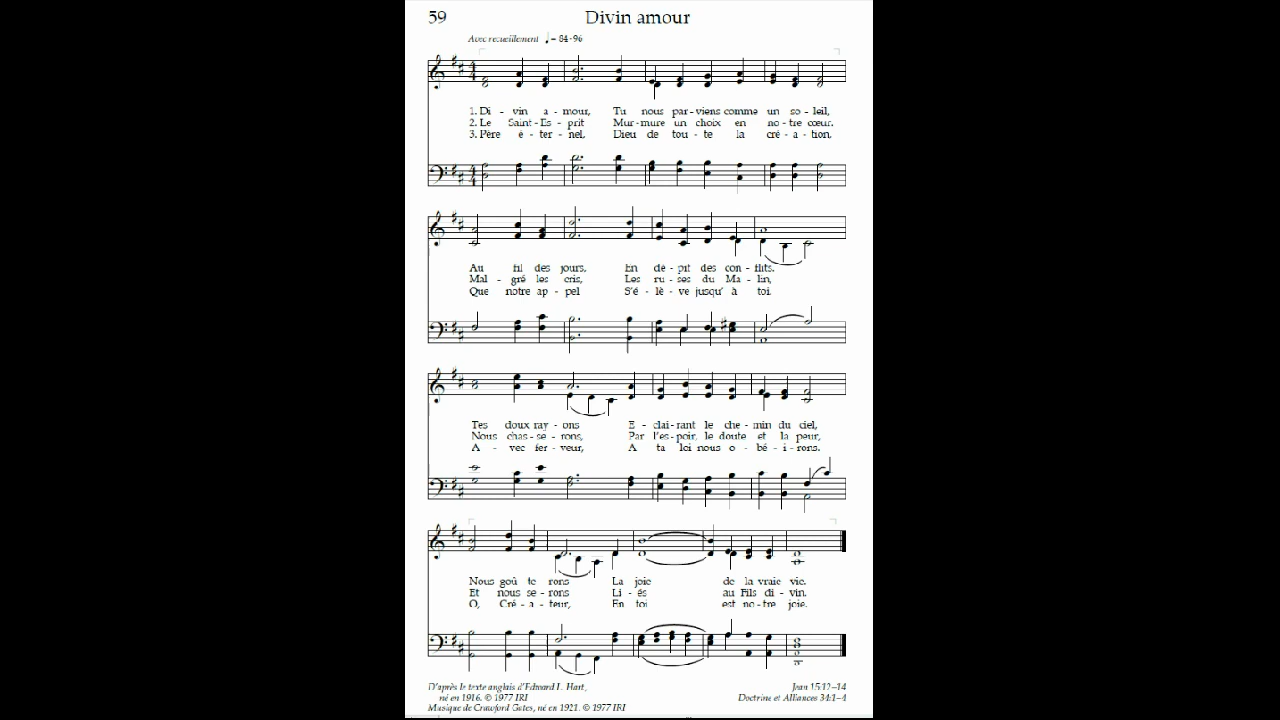 59
Divin amour
Avec recueillement ♩ = 84-96
4 4
1. Di - vin a - mour, Tu nous par - viens comme un so - leil,
2. Le Saint - Es - prit Mur - mure un choix en no - tre cœur.
3. Père é - ter - nel, Dieu de tou - te la cré - a - tion,
4 4
Au fil des jours, En dé - pit des con - flits.
Mal - gré les cris, Les ru - ses du Ma - lin,
Que notre ap - pel S'é - lè - ve jusqu' à toi.
Tes doux ray - ons E - clai - rant le che - min du ciel,
Nous chas - se - rons, Par l'es - poir, le doute et la peur,
A - vec fer - veur, A ta loi nous o - bé - i - rons.
Nous goû te rons La joie de la vraie vie.
Et nous se - rons Li - és au Fils di - vin.
O, Cré - a - teur, En toi est no - tre joie.
D'après le texte anglais d'Edward L. Hart,
né en 1916. © 1977 IRI
Musique de Crawford Gates, né en 1921. © 1977 IRI
Jean 15:12-14
Doctrine et Alliances 34:1-4